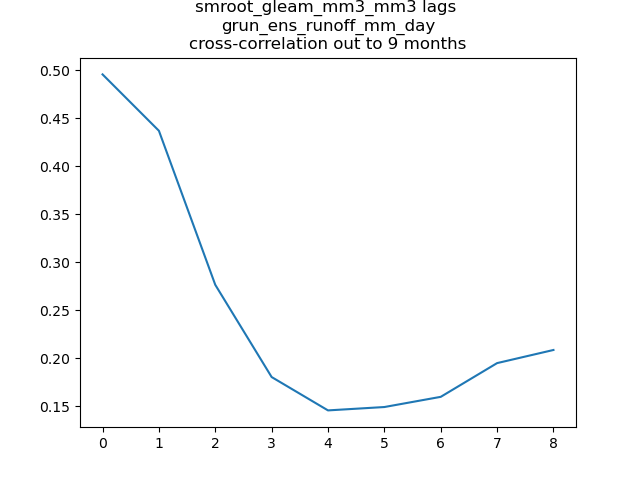 smroot_gleam_mm3_mm3 lags
grun_ens_runoff_mm_day
cross-correlation out to 9 months
0.50
0.45
0.40
0.35
0.30
0.25
0.20
0.15
0 1 2 3 4 5 6 7 8